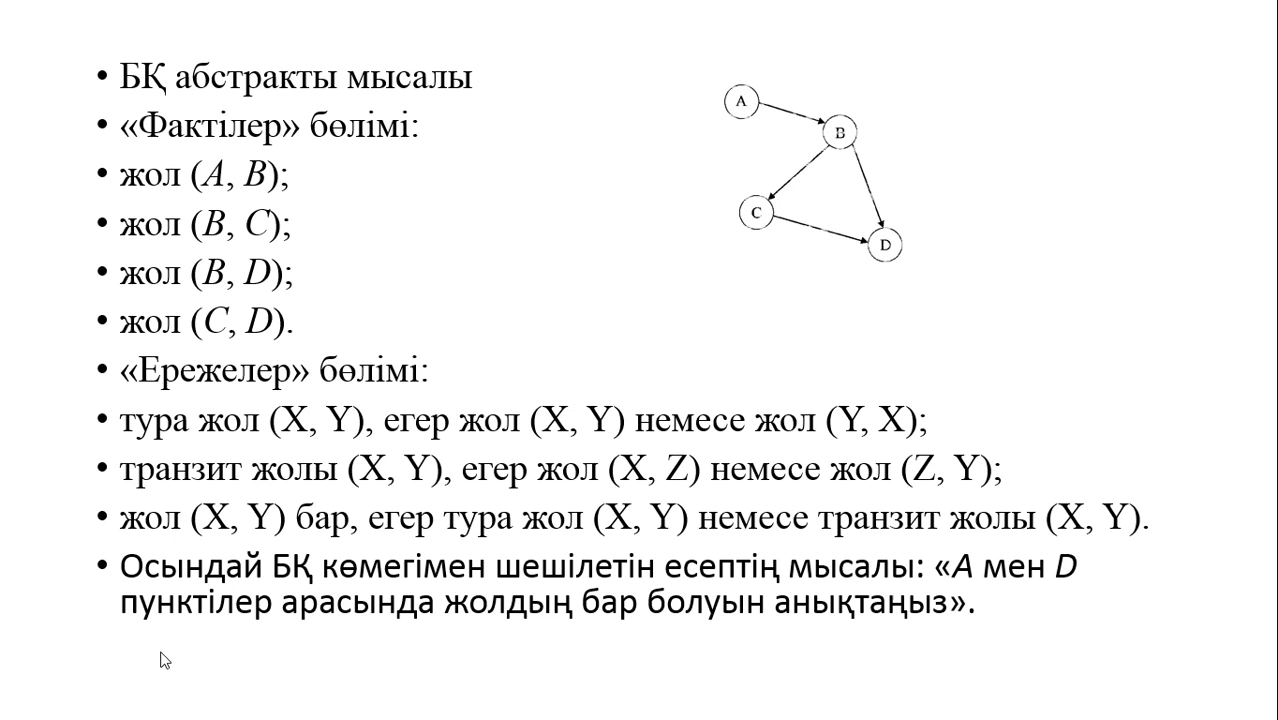 • БҚ абстракты мысалы
• «Фактілер» бөлімі:
• жол (A, B);
• жол (B, C);
• жол (B, D);
• жол (C, D).
• «Ережелер» бөлімі:
• тура жол (X, Y), егер жол (X, Y) немесе жол (Y, X);
• транзит жолы (X, Y), егер жол (X, Z) немесе жол (Z, Y);
• жол (X, Y) бар, егер тура жол (X, Y) немесе транзит жолы (X, Y).
• Осындай БҚ көмегімен шешілетін есептің мысалы: «A мен D
пунктілер арасында жолдың бар болуын анықтаңыз».
A
B
C
D